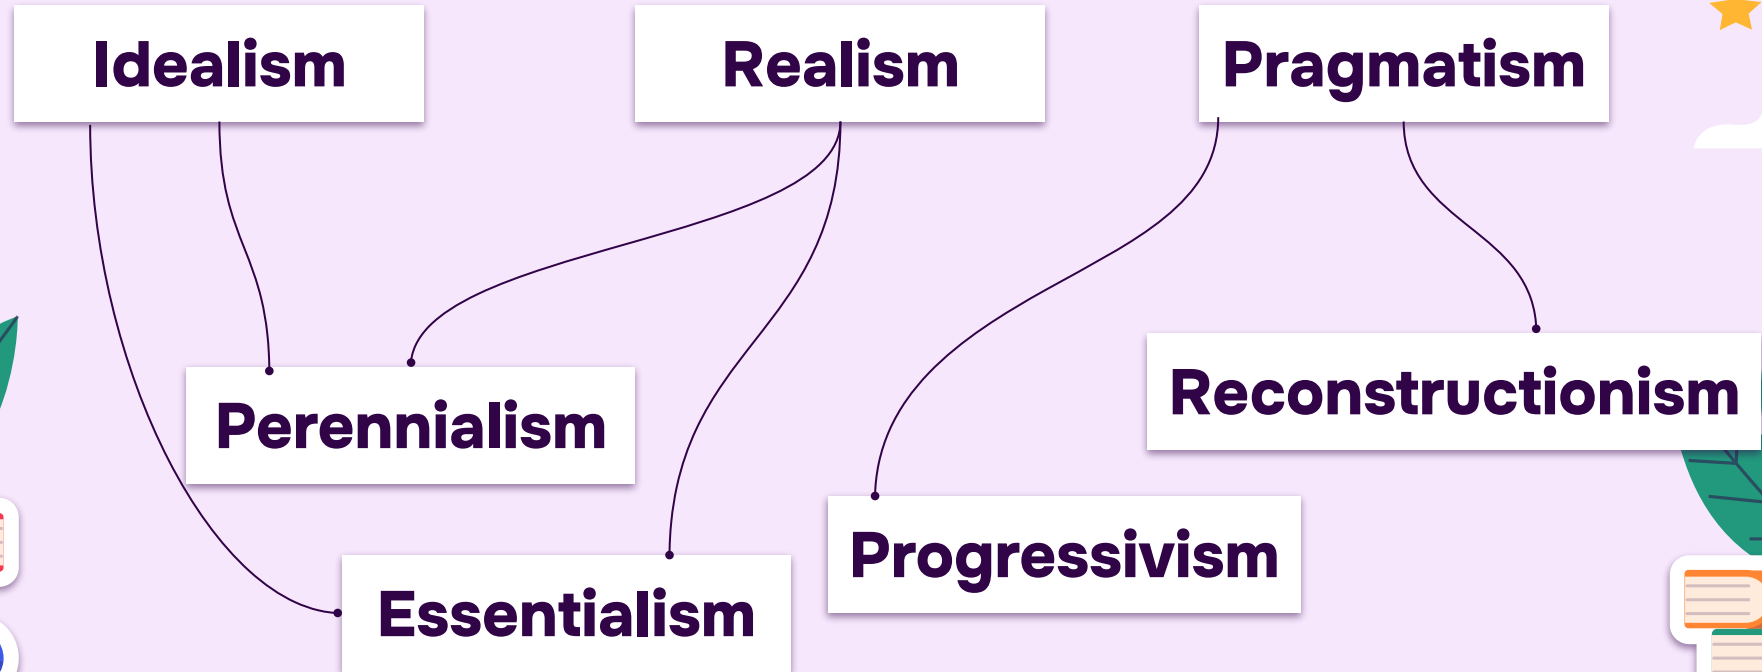 Idealism
Realism
Pragmatism
Perennialism
Reconstructionism
Progressivism
Essentialism